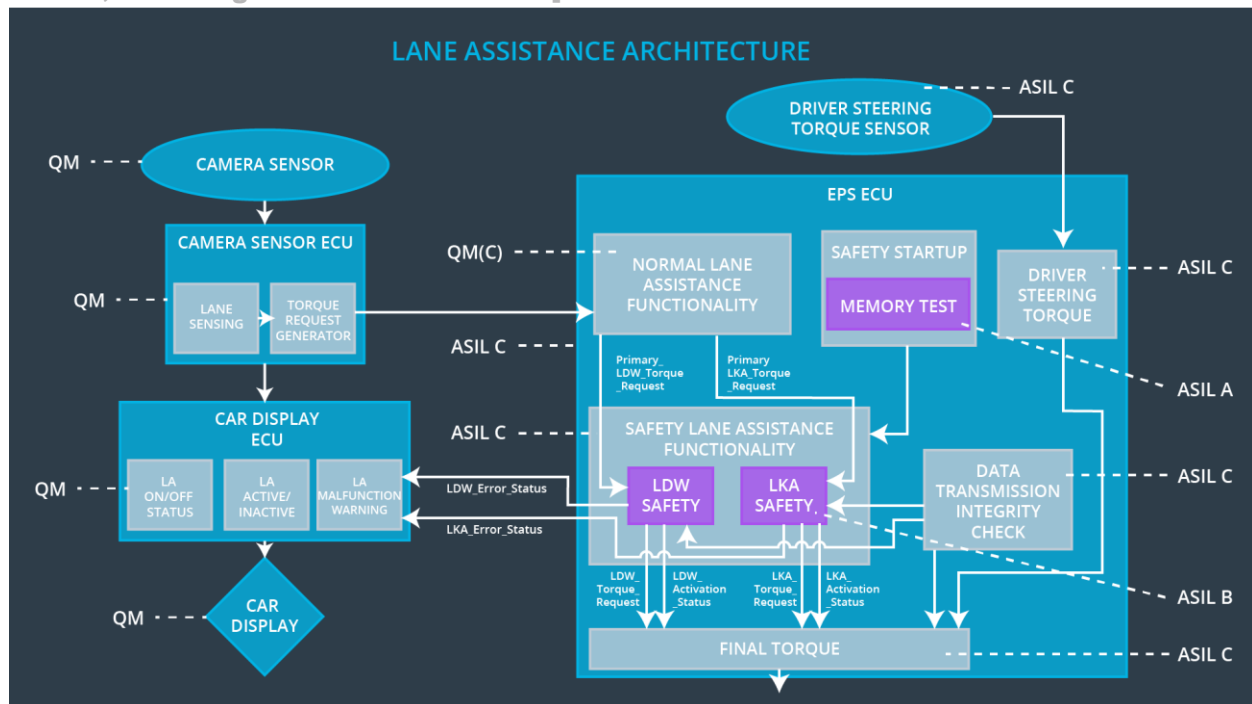 LANE ASSISTANCE ARCHITECTURE
ASIL C
DRIVER STEERING
TORQUE SENSOR
QM
CAMERA SENSOR
EPS ECU
CAMERA SENSOR ECU
QM
LANE
SENSING
TORQUE
REQUEST
GENERATOR
QM(C)
NORMAL LANE
ASSISTANCE
FUNCTIONALITY
SAFETY STARTUP
MEMORY TEST
DRIVER
STEERING
TORQUE
ASIL C
ASIL C
Primary_
LDW_Torque
_Request
Primary
LKA_Torque
_Request
ASIL A
CAR DISPLAY
ECU
QM
LA
ON/OFF
STATUS
LA
ACTIVE/
INACTIVE
LA
MALFUNCTION
WARNING
ASIL C
SAFETY LANE ASSISTANCE
FUNCTIONALITY
LDW
SAFETY
LKA
SAFETY
DATA
TRANSMISSION
INTEGRITY
CHECK
ASIL C
LDW_Error_Status
LKA_Error_Status
LDW_
Torque_
Request
LDW_
Activation
_Status
LKA_
Torque_
Request
LKA_
Activation
_Status
ASIL B
QM
CAR
DISPLAY
FINAL TORQUE
ASIL C